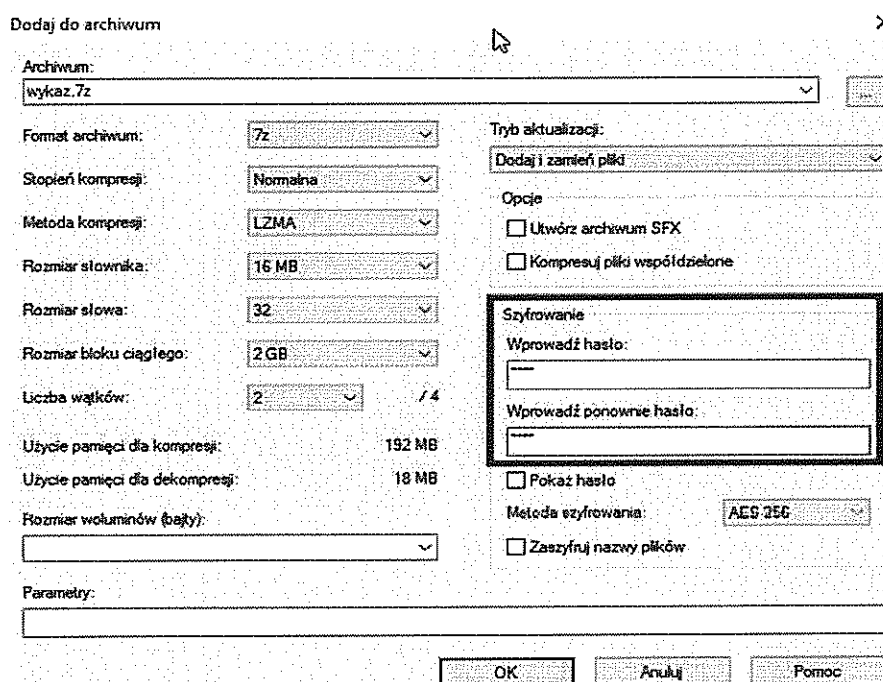 Dodaj do archiwum
Archiwum:
wykaz.7z
...
Format archiwum: 7z
Stopień kompresji: Normalna
Metoda kompresji: LZMA
Rozmiar słownika: 16 MB
Rozmiar słowa: 32
Rozmiar bloku ciągłego: 2 GB
Liczba wątków: 2 / 4
Użycie pamięci dla kompresji: 192 MB
Użycie pamięci dla dekompresji: 18 MB
Rozmiar woluminów (bajty):
Tryb aktualizacji:
Dodaj i zamień pliki
Opcje
Utwórz archiwum SFX
Kompresuj pliki współdzielone
Szyfrowanie
Wprowadź hasło:
Wprowadź ponownie hasło:
Pokaż hasło
Metoda szyfrowania: AES-256
Zaszyfruj nazwy plików
Parametry:
OK Anuluj Pomoc